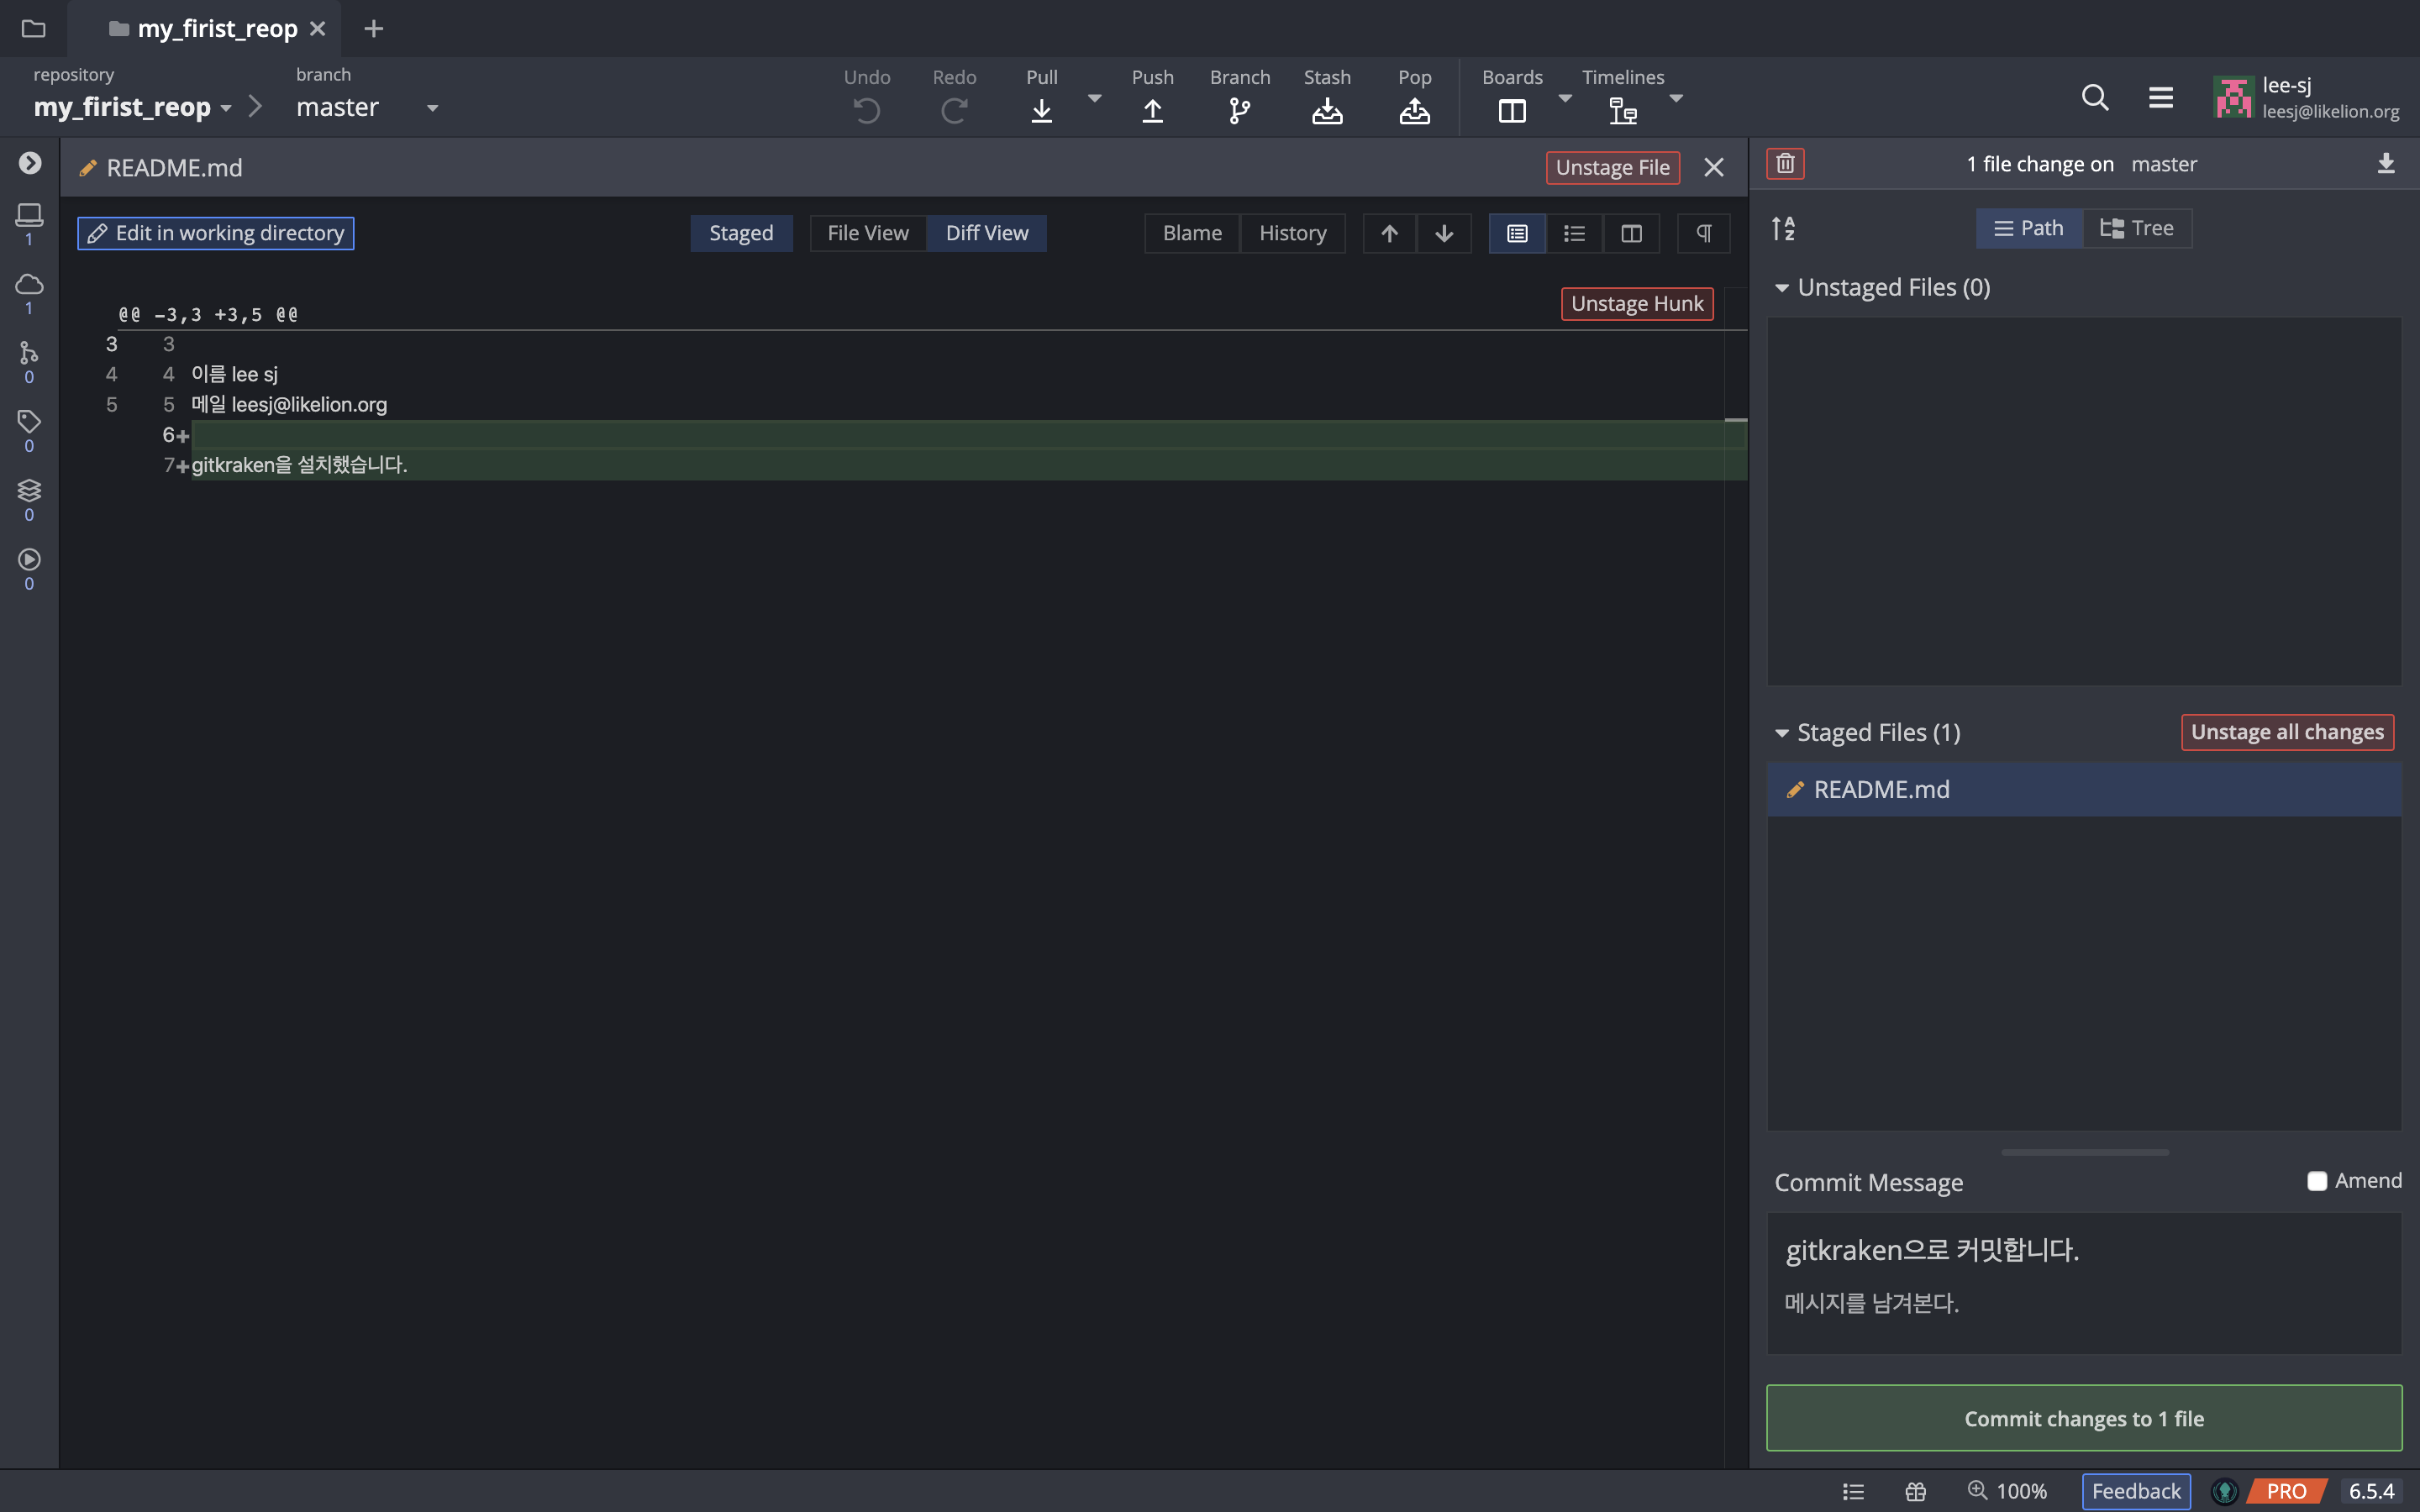 my_firist_reop
repository
my_firist_reop
branch
master
Undo
Redo
Pull
Push
Branch
Stash
Pop
Boards
Timelines
lee-sj
leesj@likelion.org
1
1
0
0
0
0
README.md
Unstage File
Edit in working directory
Staged
File View
Diff View
Blame
History
@@ -3,3 +3,5 @@
Unstage Hunk
3 3
4 4 이름 lee sj
5 5 메일 leesj@likelion.org
6+
7+ gitkraken을 설치했습니다.
1 file change on master
A
Z
Path
Tree
Unstaged Files (0)
Staged Files (1)
Unstage all changes
README.md
Commit Message
Amend
gitkraken으로 커밋합니다.
메시지를 남겨본다.
Commit changes to 1 file
100%
Feedback
PRO
6.5.4